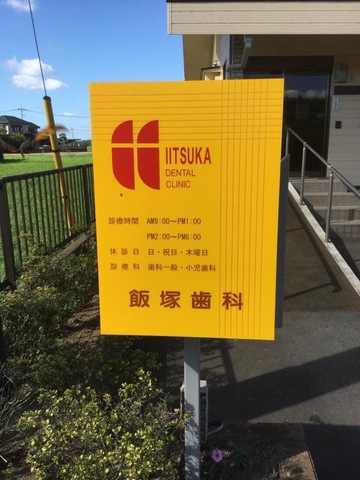 IITSUKA
DENTAL
CLINIC
診療時間 AM9:00～PM1:00
PM2:00～PM6:00
休診日 日・祝日・木曜日
診療科 歯科一般・小児歯科
飯塚歯科